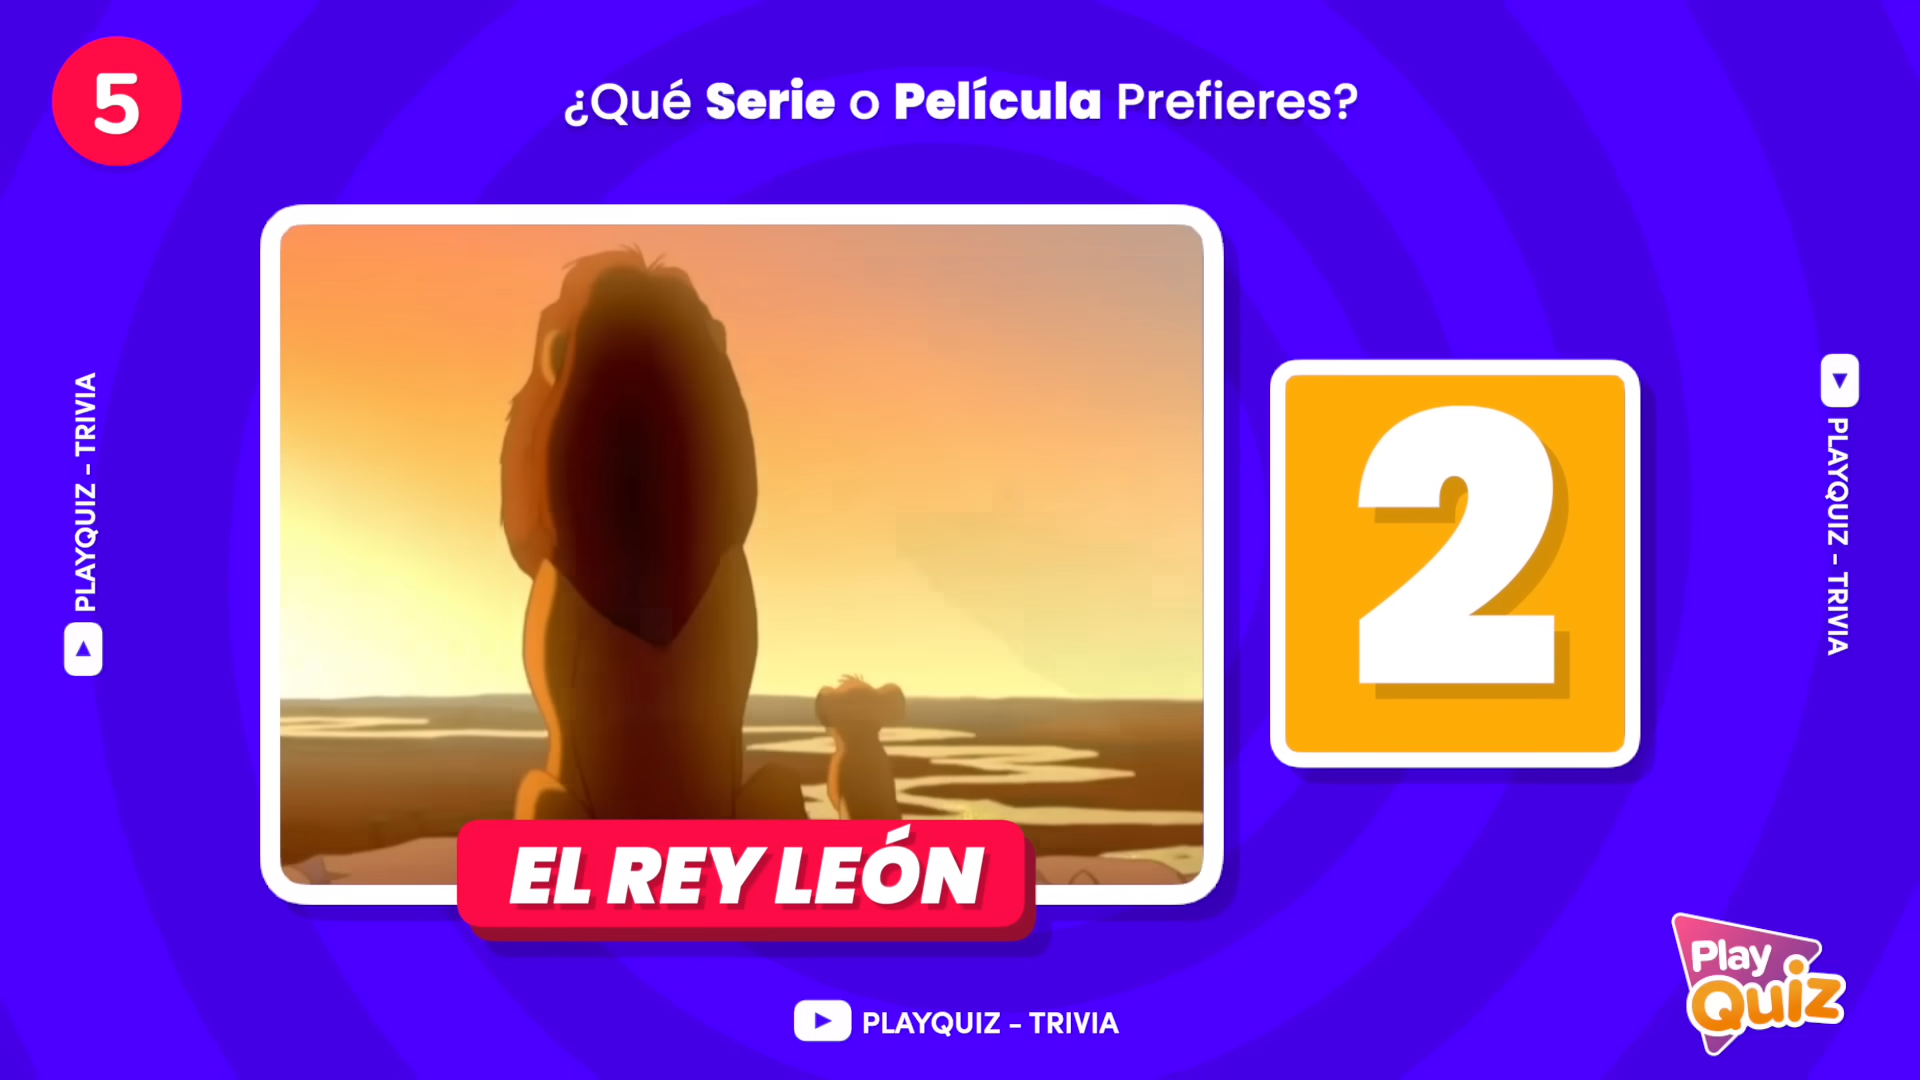 5
¿Qué Serie o Película Prefieres?
PLAYQUIZ - TRIVIA
2
PLAYQUIZ - TRIVIA
EL REY LEÓN
PLAYQUIZ - TRIVIA
Play
Quiz